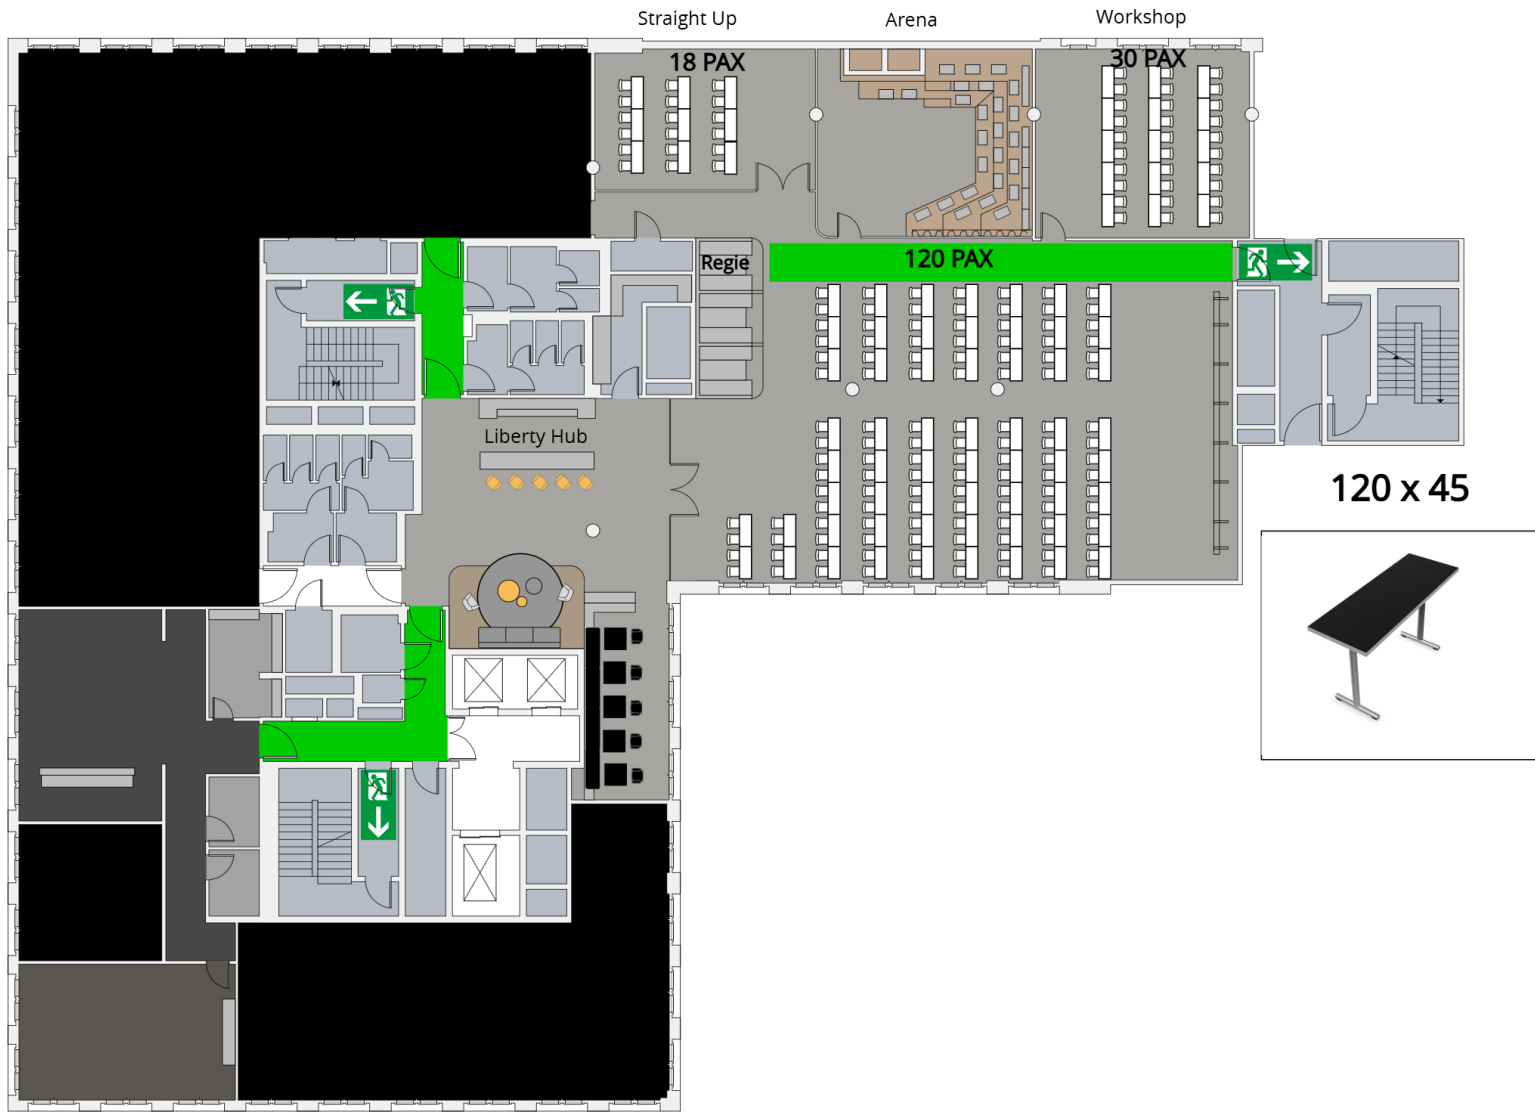 Straight Up
Arena
Workshop
18 PAX
30 PAX
Regie
120 PAX
Liberty Hub
120 x 45